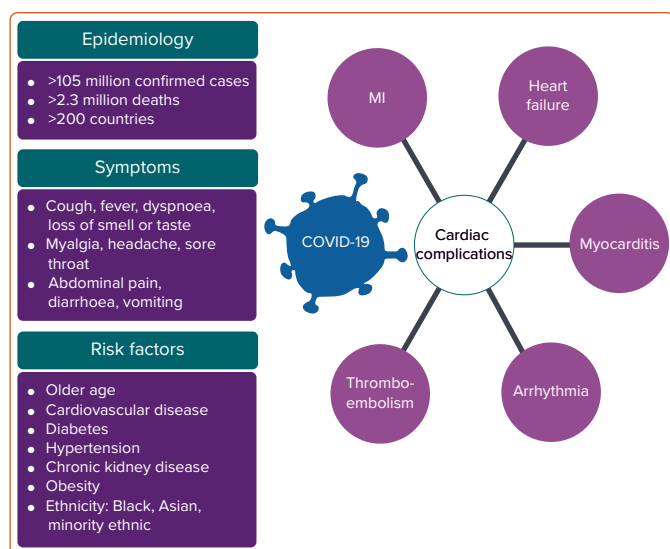 Epidemiology
• >105 million confirmed cases
• >2.3 million deaths
• >200 countries
Symptoms
• Cough, fever, dyspnoea,
loss of smell or taste
• Myalgia, headache, sore
throat
• Abdominal pain,
diarrhoea, vomiting
Risk factors
• Older age
• Cardiovascular disease
• Diabetes
• Hypertension
• Chronic kidney disease
• Obesity
• Ethnicity: Black, Asian,
minority ethnic
COVID-19
Cardiac
complications
MI
Heart
failure
Myocarditis
Arrhythmia
Thrombo-
embolism